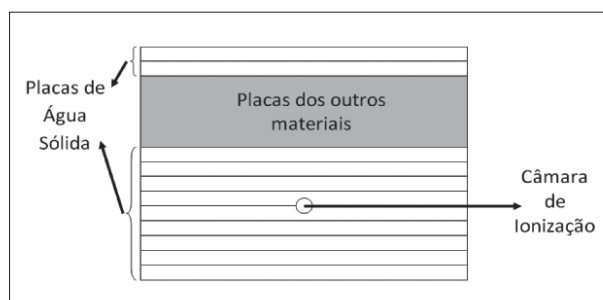 Placas de
Água
Sólida
Placas dos outros
materiais
Câmara
de
Ionização